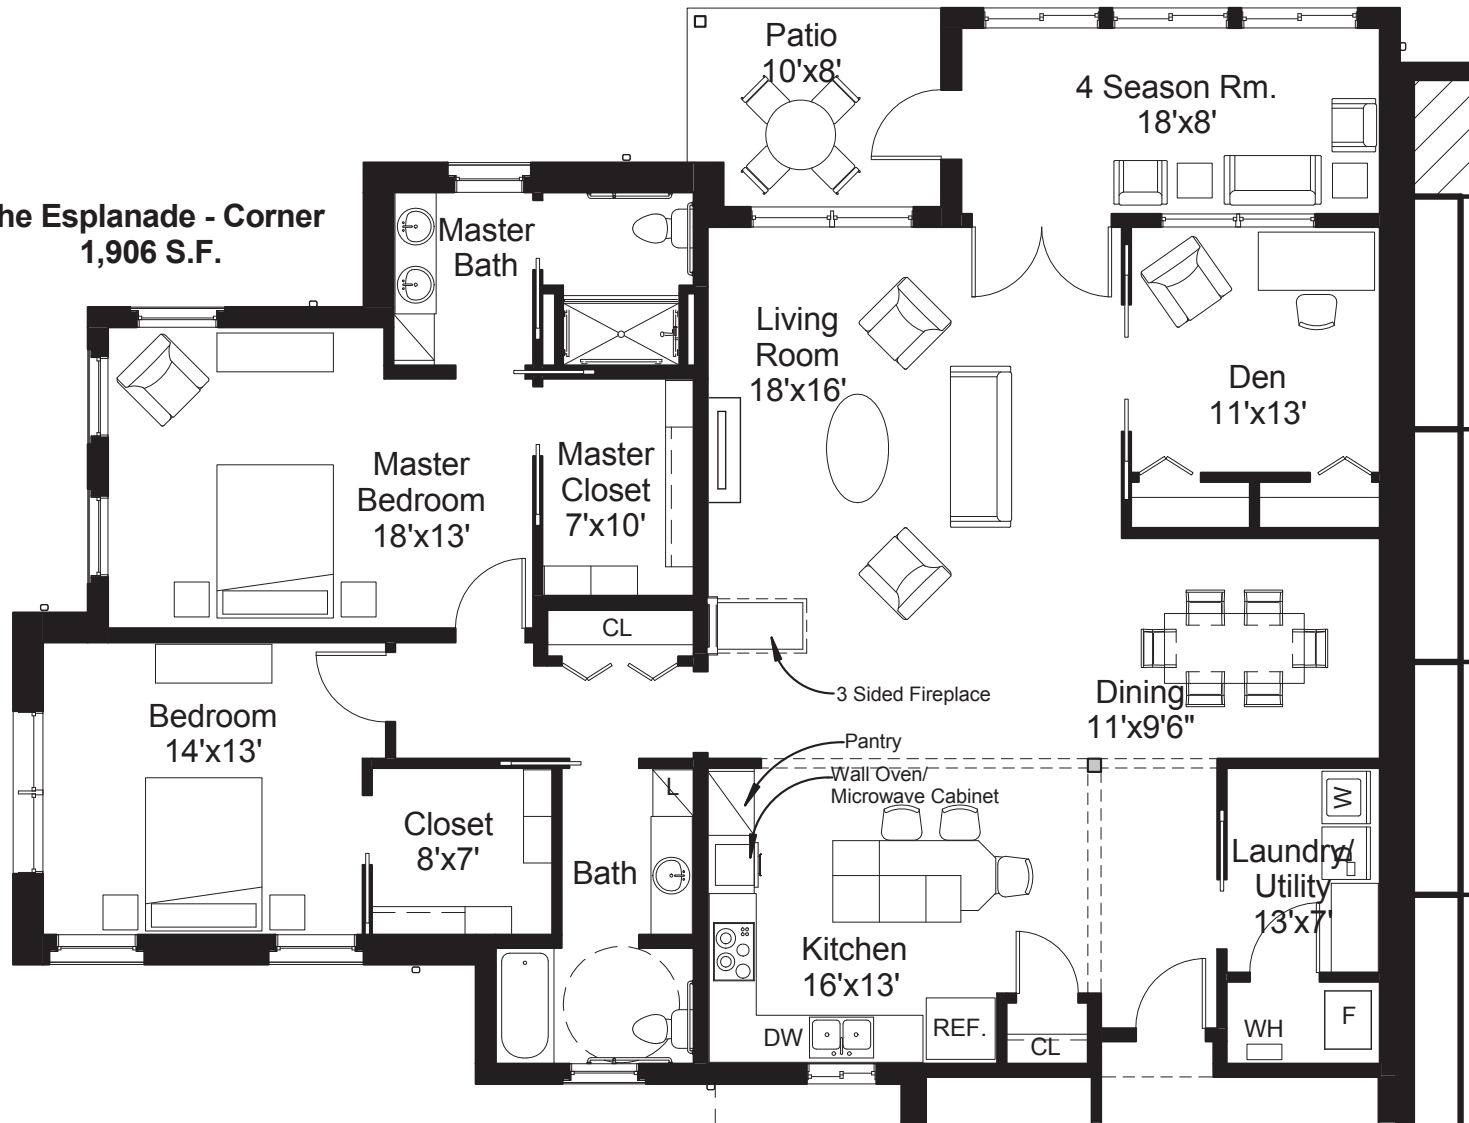 Patio
10'x8'
4 Season Rm.
18'x8'
he Esplanade - Corner
1,906 S.F.
Master
Bath
Living
Room
18'x16'
Den
11'x13'
Master
Bedroom
18'x13'
Master
Closet
7'x10'
CL
3 Sided Fireplace
Dining
11'x9'6"
Bedroom
14'x13'
Pantry
Wall Oven/
Microwave Cabinet
L
W
Closet
8'x7'
Bath
Laundry/
Utility
13'x7'
D
Kitchen
16'x13'
DW
REF.
CL
WH
F